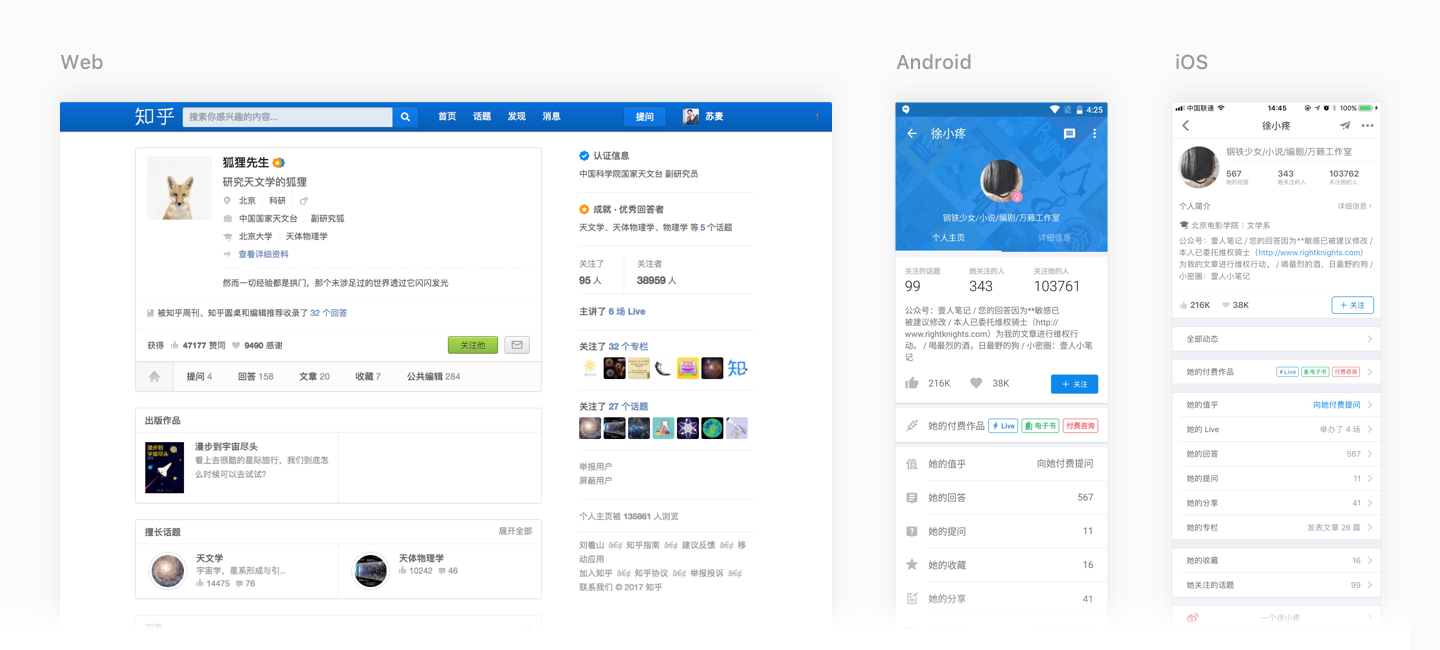 Web
知乎
搜索你感兴趣的内容...
首页 话题 发现 消息
提问
苏麦
1
狐狸先生
研究天文学的狐狸
北京 科研
中国国家天文台 副研究狐
北京大学 天体物理学
查看详细资料
然而一切经验都是拱门，那个未涉足过的世界透过它闪闪发光
被知乎周刊、知乎圆桌和编辑推荐收录了 32 个回答
获得 47177 赞同 9490 感谢
关注他
提问 4 回答 158 文章 20 收藏 7 公共编辑 284
出版作品
漫步到宇宙尽头
漫步到宇宙尽头
看上去很酷的星际旅行，我们到底怎
么时候可以去试试？
擅长话题
展开全部
天文学
宇宙学，星系形成与引..
14475 76
天体物理学
10242 46
认证信息
中国科学院国家天文台 副研究员
成就 · 优秀回答者
天文学、天体物理学、物理学 等 5 个话题
关注了 关注者
95 人 38959 人
主讲了 6 场 Live
关注了 32 个专栏
知
关注了 27 个话题
举报用户
屏蔽用户
个人主页被 135861 人浏览
刘看山 â€¢ 知乎指南 â€¢ 建议反馈 â€¢ 移
动应用
加入知乎 â€¢ 知乎协议 â€¢ 举报投诉 â€¢
联系我们 © 2017 知乎
Android
4:25
徐小疼
钢铁少女/小说/编剧/万籁工作室
个人主页 详细信息
关注的话题 她关注的人 关注她的人
99 343 103761
公众号：壹人笔记 / 您的回答因为**敏感已
被建议修改 / 本人已委托维权骑士（http://
www.rightknights.com）为我的文章进行维权行
动。 / 喝最烈的酒，日最野的狗 / 小密圈：壹人小笔
记
216K 38K
+ 关注
她的付费作品 Live 电子书 付费咨询
她的值乎 向她付费提问
她的回答 567
她的提问 11
她的收藏 16
她的分享 41
iOS
中国联通 14:45 100%
徐小疼
钢铁少女/小说/编剧/万籁工作室
567 343 103762
她的回答 她关注的人 关注她的人
个人简介 详细信息
北京电影学院 | 文学系
公众号：壹人笔记 / 您的回答因为**敏感已被建议修改 /
本人已委托维权骑士（http://www.rightknights.com）
为我的文章进行维权行动。 / 喝最烈的酒，日最野的狗 /
小密圈：壹人小笔记
216K 38K
+ 关注
全部动态
她的付费作品 Live 电子书 付费咨询
她的值乎 向她付费提问
她的 Live 举办了 4 场
她的回答 567
她的提问 11
她的分享 41
她的专栏 发表文章 26 篇
她的收藏 16
她关注的话题 99
一个徐小疼